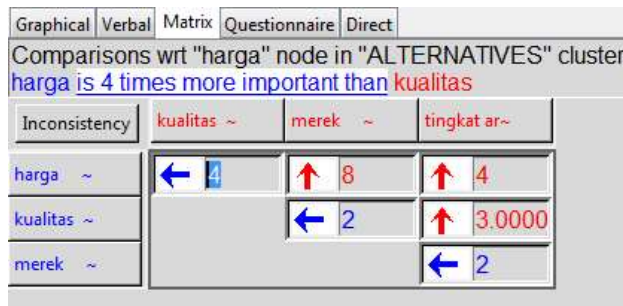 Graphical Verbal Matrix Questionnaire Direct
Comparisons wrt "harga" node in "ALTERNATIVES" cluster
harga is 4 times more important than kualitas
Inconsistency kualitas ~ merek ~ tingkat ar~
harga ~ 4 8 4
kualitas ~ 2 3.0000
merek ~ 2